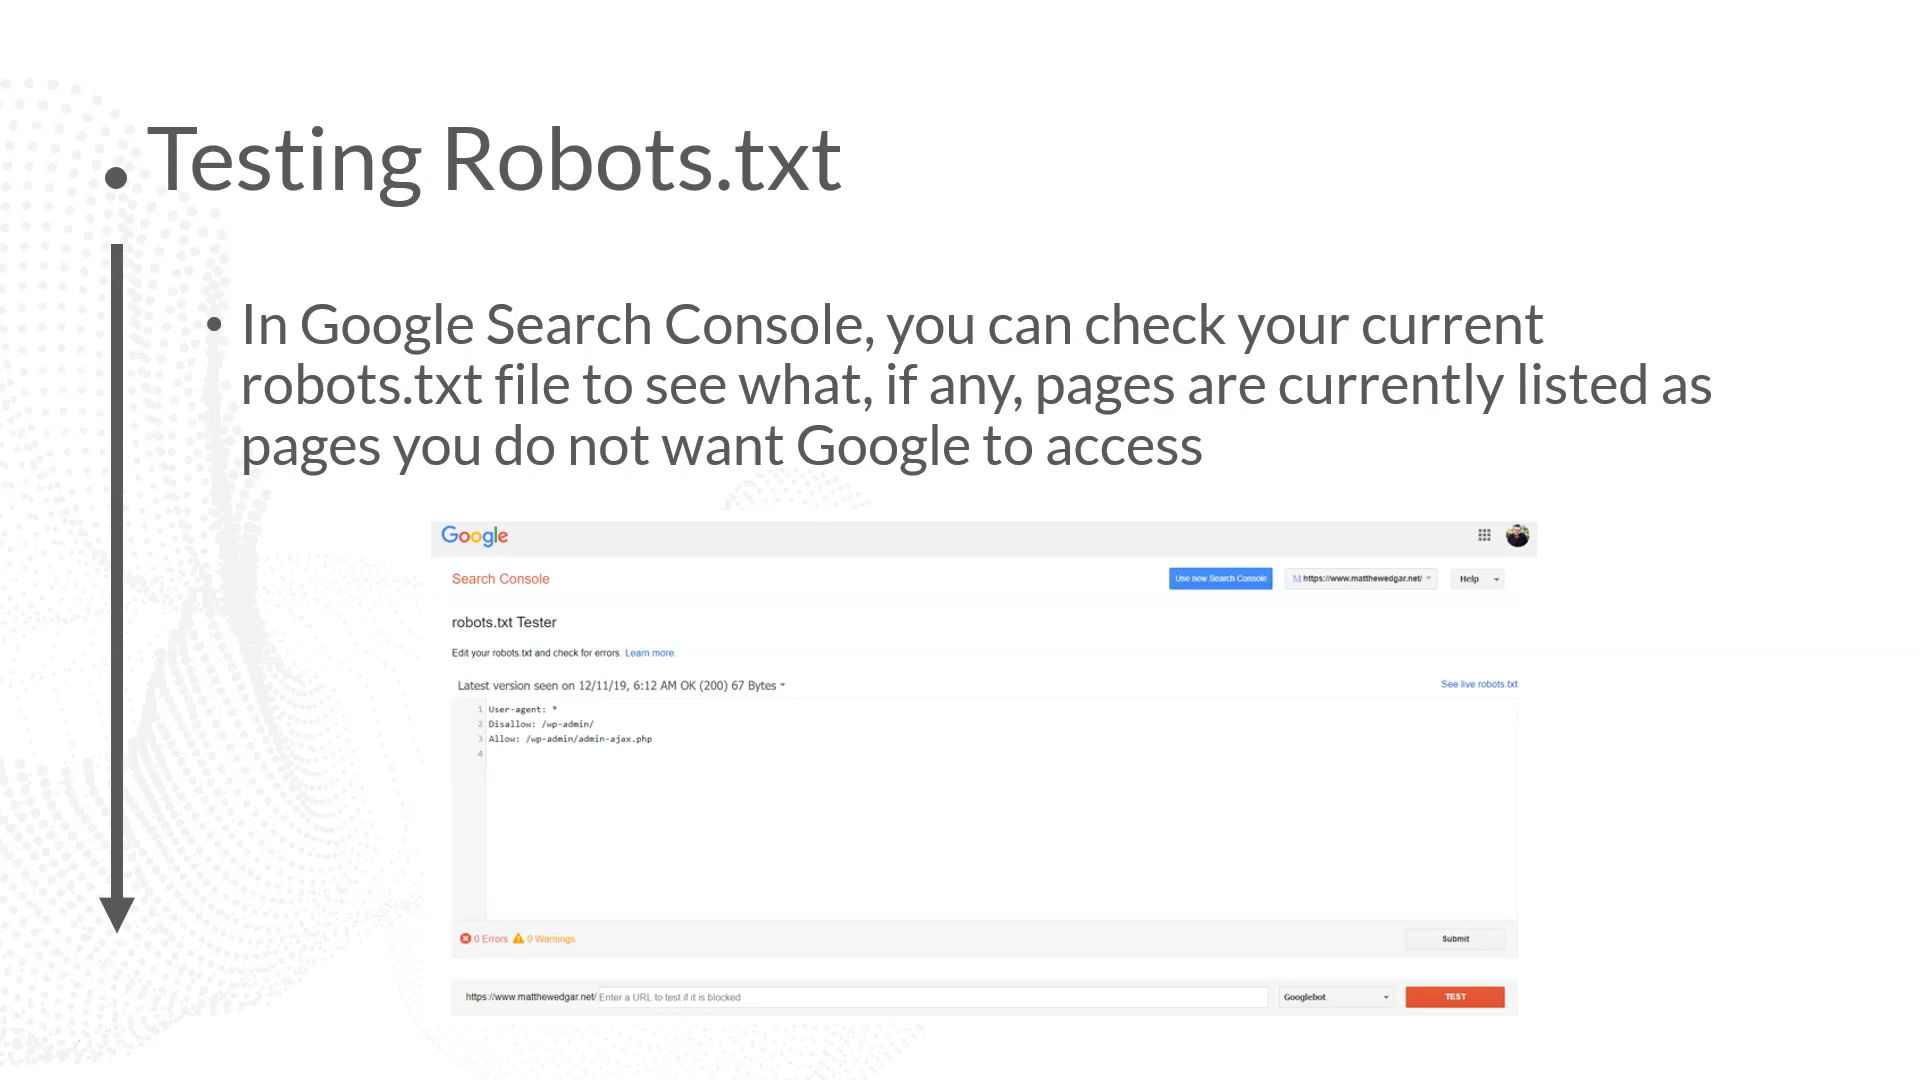 Testing Robots.txt
• In Google Search Console, you can check your current
robots.txt file to see what, if any, pages are currently listed as
pages you do not want Google to access
Google
Search Console
Use new Search Console
M https://www.matthewedgar.net/
Help
robots.txt Tester
Edit your robots.txt and check for errors. Learn more.
Latest version seen on 12/11/19, 6:12 AM OK (200) 67 Bytes
See live robots.txt
1 User-agent: *
2 Disallow: /wp-admin/
3 Allow: /wp-admin/admin-ajax.php
4
0 Errors 0 Warnings
Submit
https://www.matthewedgar.net/ Enter a URL to test if it is blocked
Googlebot
TEST